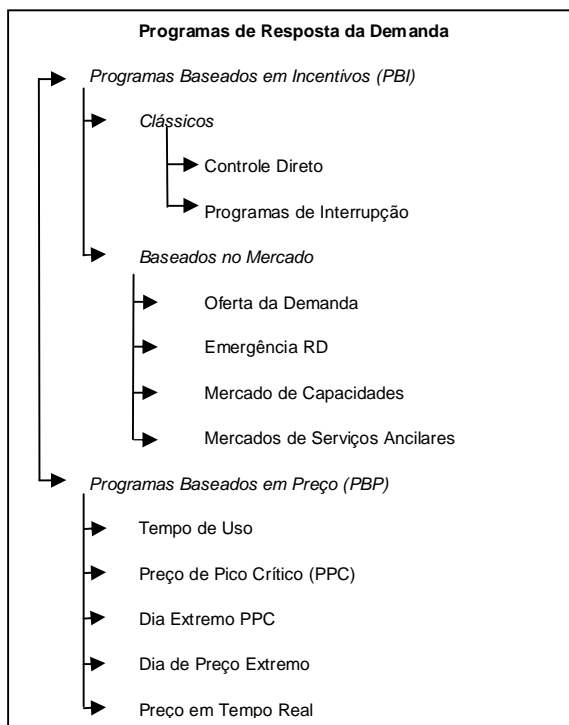 Programas de Resposta da Demanda
Programas Baseados em Incentivos (PBI)
Clássicos
Controle Direto
Programas de Interrupção
Baseados no Mercado
Oferta da Demanda
Emergência RD
Mercado de Capacidades
Mercados de Serviços Ancilares
Programas Baseados em Preço (PBP)
Tempo de Uso
Preço de Pico Crítico (PPC)
Dia Extremo PPC
Dia de Preço Extremo
Preço em Tempo Real